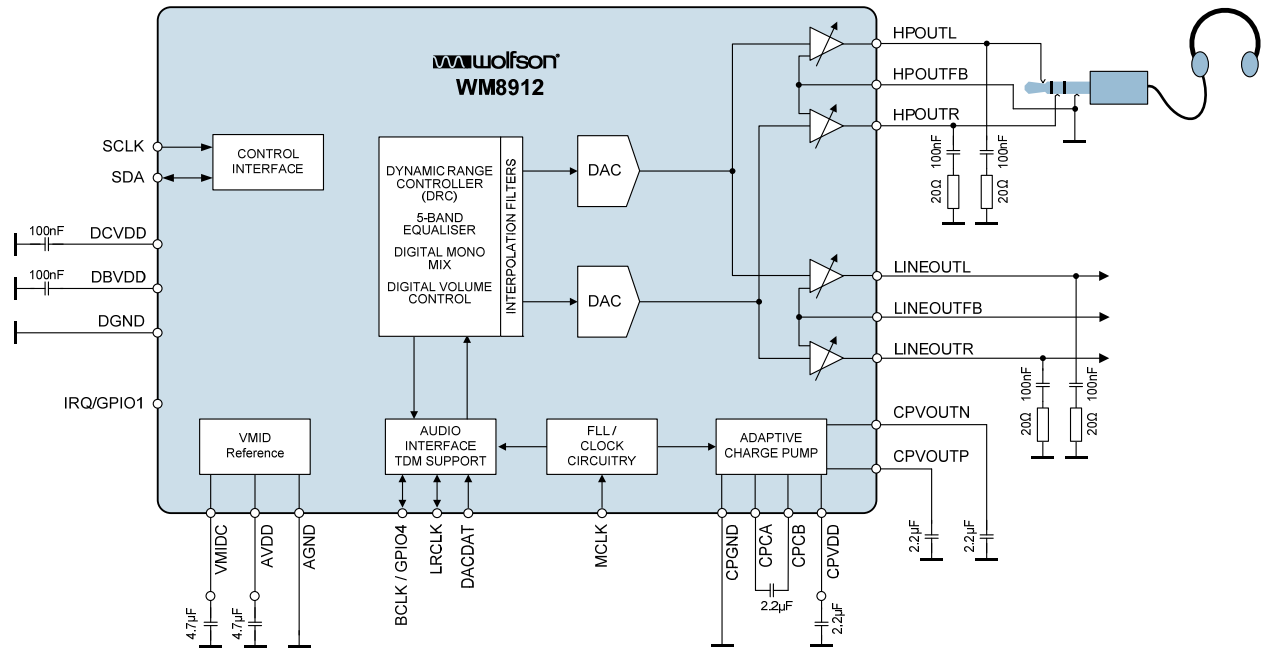 wolfson®
WM8912
SCLK
SDA
CONTROL
INTERFACE
100nF
DCVDD
100nF
DBVDD
DGND
IRQ/GPIO1
DYNAMIC RANGE
CONTROLLER
(DRC)
5-BAND
EQUALISER
DIGITAL MONO
MIX
DIGITAL VOLUME
CONTROL
INTERPOLATION FILTERS
DAC
DAC
HPOUTL
HPOUTFB
HPOUTR
100nF
100nF
20Ω
20Ω
LINEOUTL
LINEOUTFB
LINEOUTR
100nF
100nF
20Ω
20Ω
CPVOUTN
CPVOUTP
2.2µF
2.2µF
VMID
Reference
AUDIO
INTERFACE
TDM SUPPORT
FLL /
CLOCK
CIRCUITRY
ADAPTIVE
CHARGE PUMP
VMIDC
AVDD
AGND
BCLK / GPIO4
LRCLK
DACDAT
MCLK
CPGND
CPCA
CPCB
CPVDD
4.7µF
4.7µF
2.2µF
2.2µF